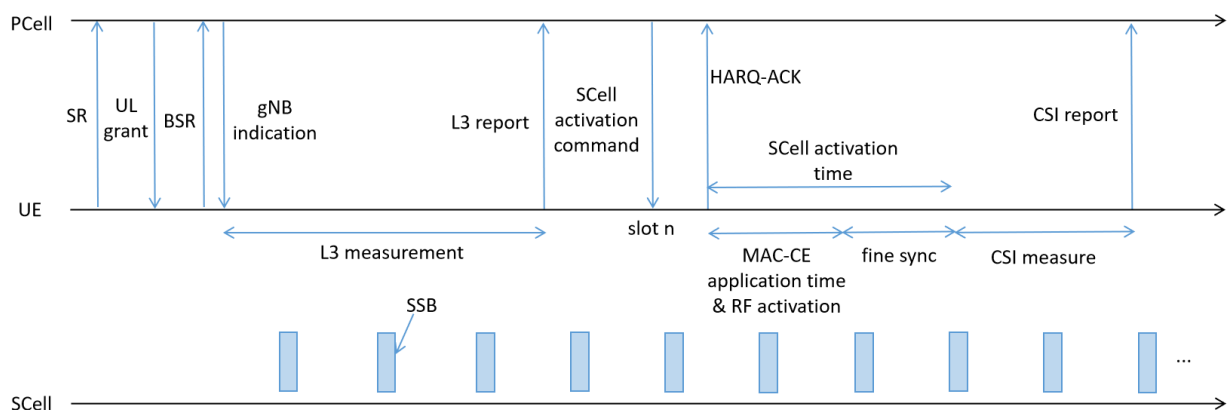 PCell
HARQ-ACK
SR
UL
grant
BSR
gNB
indication
L3 report
SCell
activation
command
CSI report
SCell activation
time
UE
slot n
L3 measurement
MAC-CE
application time
& RF activation
fine sync
CSI measure
SSB
...
SCell